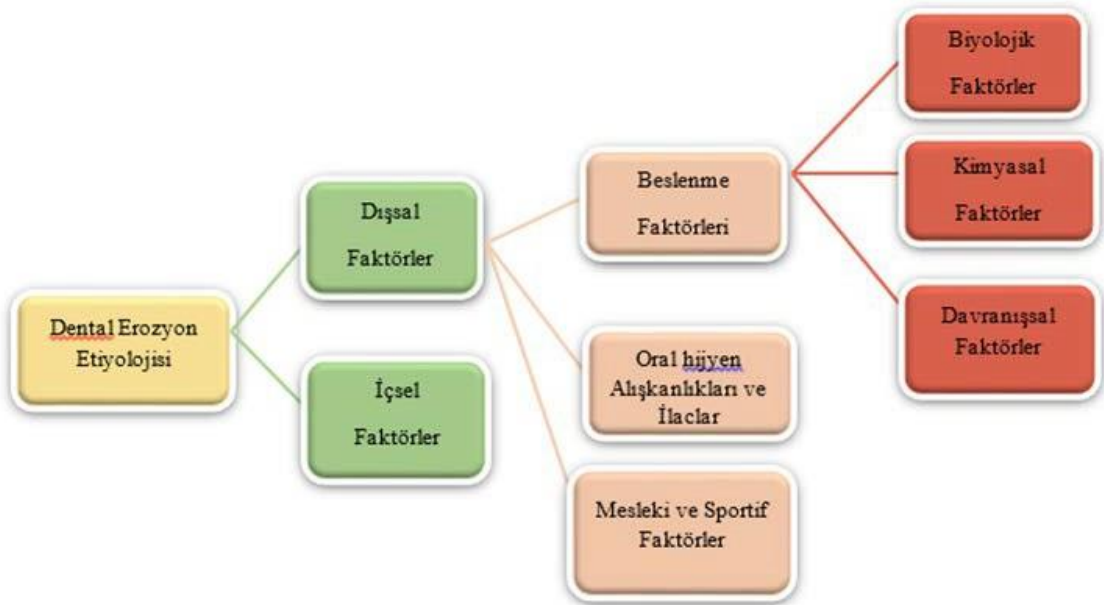 Dental Erozyon
Etiyolojisi
Dışsal
Faktörler
İçsel
Faktörler
Beslenme
Faktörleri
Oral hijyen
Alışkanlıkları ve
İlaclar
Mesleki ve Sportif
Faktörler
Biyolojik
Faktörler
Kimyasal
Faktörler
Davranışsal
Faktörler